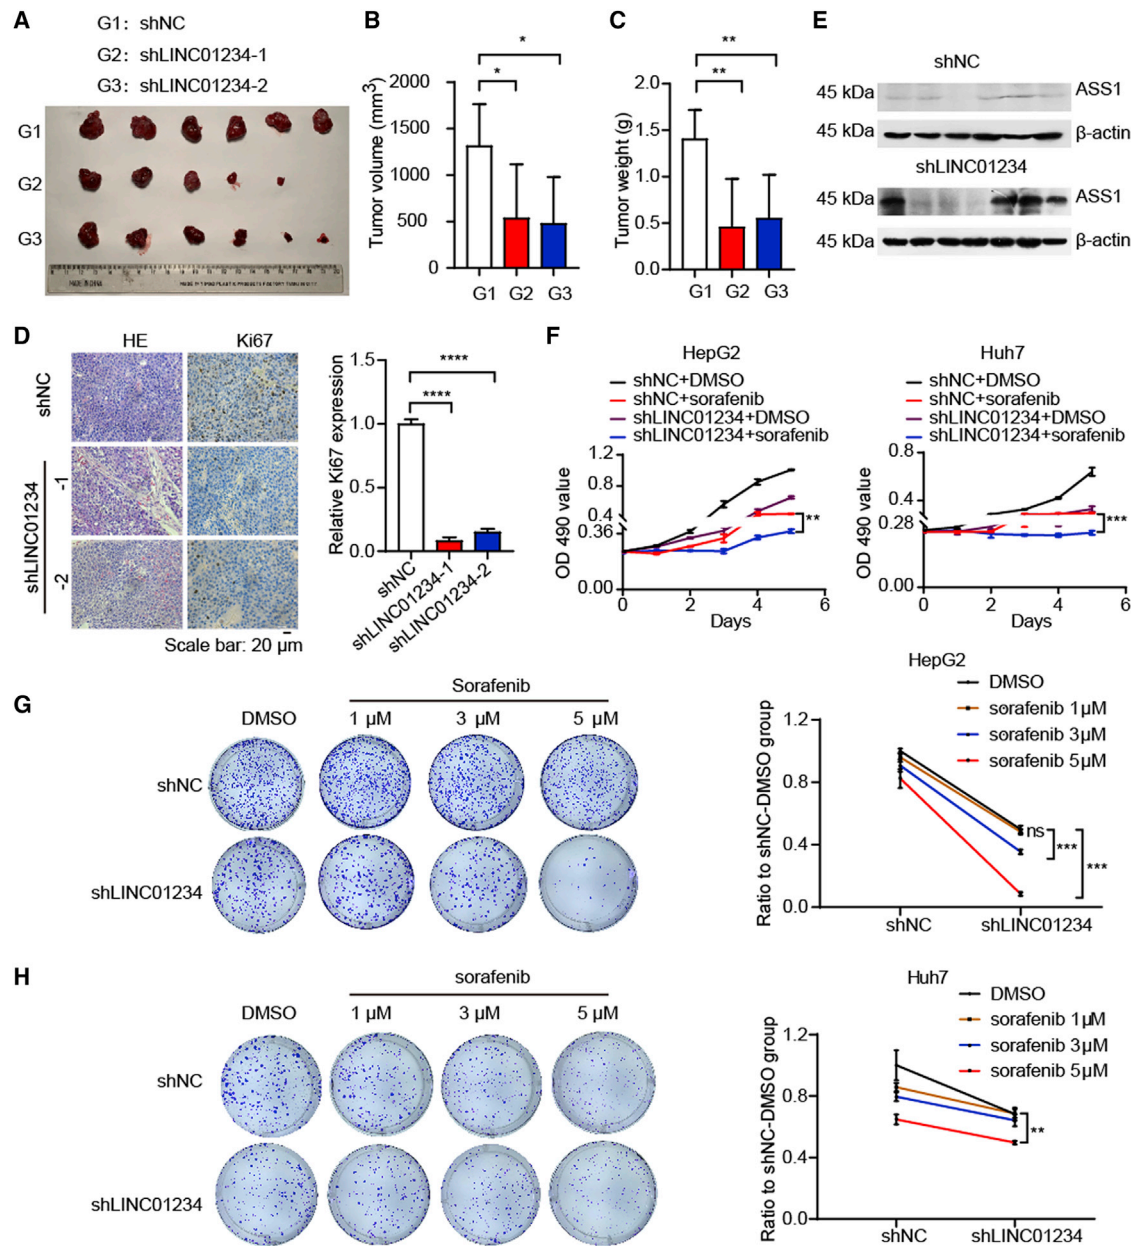 A
G1: shNC
G2: shLINC01234-1
G3: shLINC01234-2
G1
G2
G3
MADE IN CHINA
B
Tumor volume (mm3)
2000
1500
1000
500
0
*
*
G1 G2 G3
C
Tumor weight (g)
2.0
1.5
1.0
0.5
0.0
**
**
G1 G2 G3
E
shNC
45 kDa ASS1
45 kDa β-actin
shLINC01234
45 kDa ASS1
45 kDa β-actin
D
HE Ki67
shNC
shLINC01234
-1
-2
Scale bar: 20 μm
Relative Ki67 expression
1.5
1.0
0.5
0.0
****
****
shNC
shLINC01234-1
shLINC01234-2
F
HepG2
shNC+DMSO
shNC+sorafenib
shLINC01234+DMSO
shLINC01234+sorafenib
OD 490 value
1.2
0.8
0.4
0.36
0.00
**
0 2 4 6
Days
Huh7
shNC+DMSO
shNC+sorafenib
shLINC01234+DMSO
shLINC01234+sorafenib
OD 490 value
0.8
0.4
0.28
0.00
***
0 2 4 6
Days
G
Sorafenib
DMSO 1 μM 3 μM 5 μM
shNC
shLINC01234
HepG2
DMSO
sorafenib 1μM
sorafenib 3μM
sorafenib 5μM
Ratio to shNC-DMSO group
1.2
0.8
0.4
0.0
ns
***
***
shNC shLINC01234
H
sorafenib
DMSO 1 μM 3 μM 5 μM
shNC
shLINC01234
Huh7
DMSO
sorafenib 1μM
sorafenib 3μM
sorafenib 5μM
Ratio to shNC-DMSO group
1.2
0.8
0.4
0.0
**
shNC shLINC01234